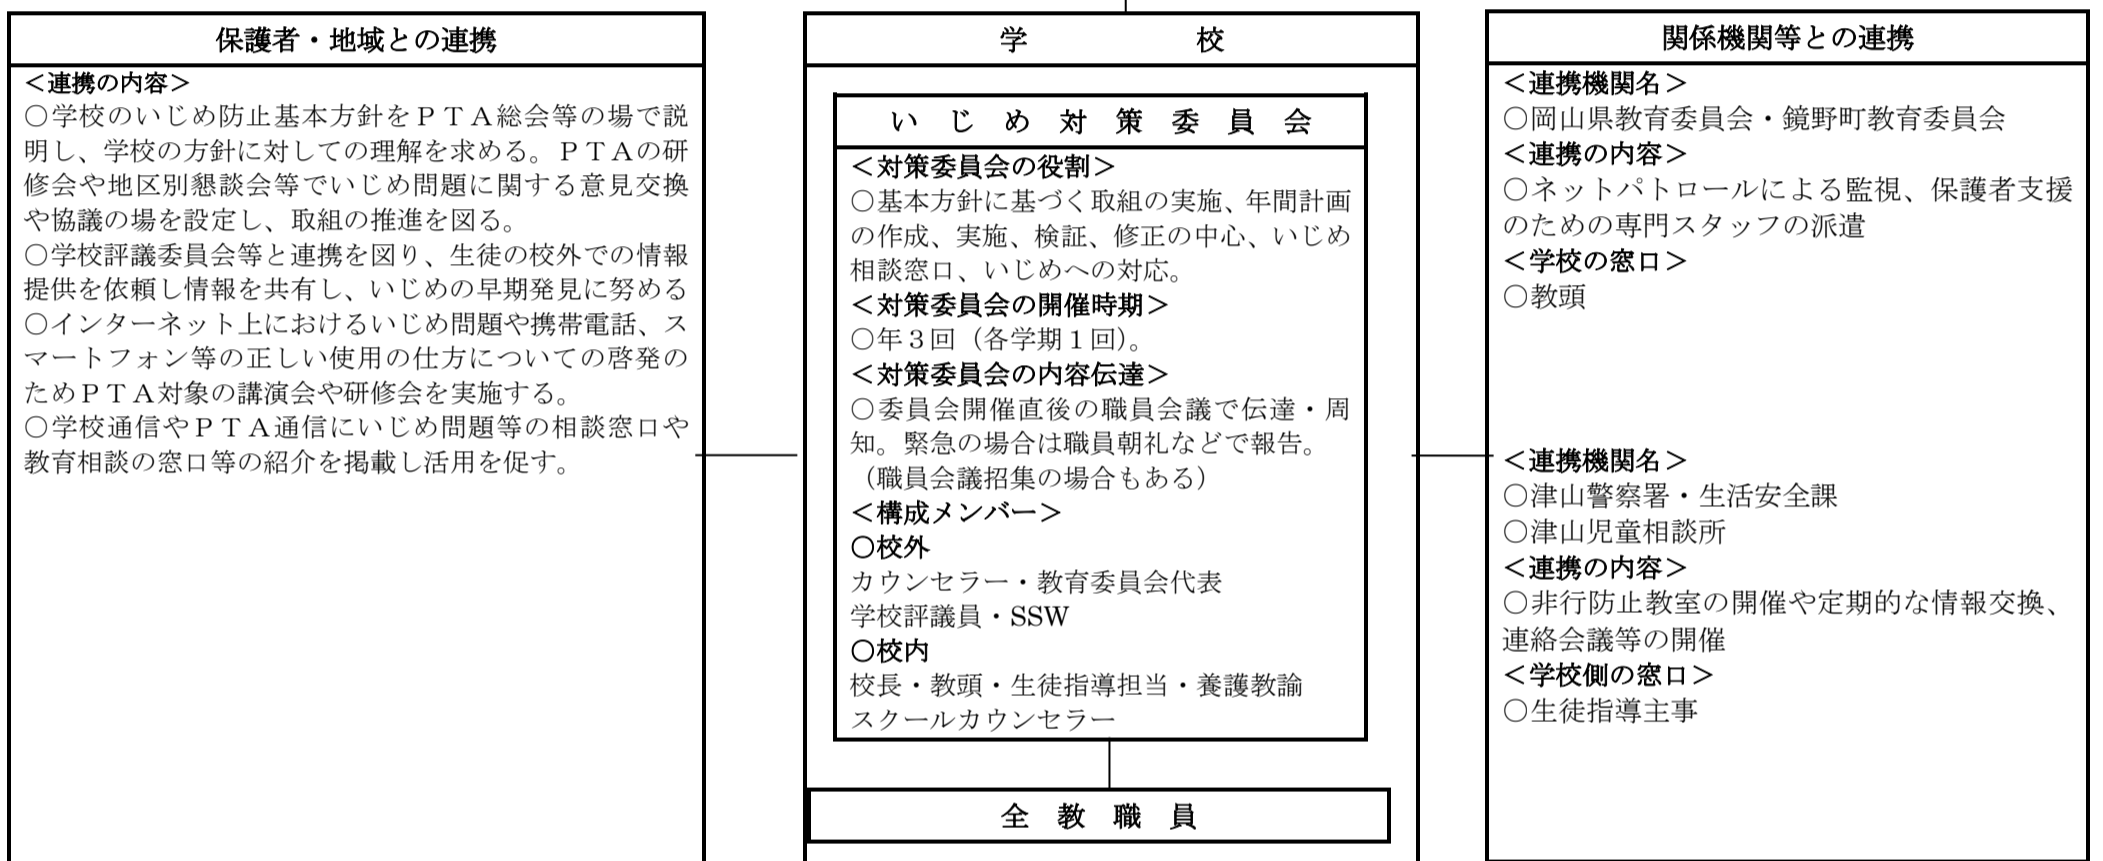 保護者・地域との連携
＜連携の内容＞
○学校のいじめ防止基本方針をＰＴＡ総会等の場で説
明し、学校の方針に対しての理解を求める。ＰＴＡの研
修会や地区別懇談会等でいじめ問題に関する意見交換
や協議の場を設定し、取組の推進を図る。
○学校評議委員会等と連携を図り、生徒の校外での情報
提供を依頼し情報を共有し、いじめの早期発見に努める
○インターネット上におけるいじめ問題や携帯電話、ス
マートフォン等の正しい使用の仕方についての啓発の
ためＰＴＡ対象の講演会や研修会を実施する。
○学校通信やＰＴＡ通信にいじめ問題等の相談窓口や
教育相談の窓口等の紹介を掲載し活用を促す。
学　校
いじめ対策委員会
＜対策委員会の役割＞
○基本方針に基づく取組の実施、年間計画
の作成、実施、検証、修正の中心、いじめ
相談窓口、いじめへの対応。
＜対策委員会の開催時期＞
○年３回（各学期１回）。
＜対策委員会の内容伝達＞
○委員会開催直後の職員会議で伝達・周
知。緊急の場合は職員朝礼などで報告。
（職員会議招集の場合もある）
＜構成メンバー＞
○校外
カウンセラー・教育委員会代表
学校評議員・SSW
○校内
校長・教頭・生徒指導担当・養護教諭
スクールカウンセラー
全教職員
関係機関等との連携
＜連携機関名＞
○岡山県教育委員会・鏡野町教育委員会
＜連携の内容＞
○ネットパトロールによる監視、保護者支援
のための専門スタッフの派遣
＜学校の窓口＞
○教頭
＜連携機関名＞
○津山警察署・生活安全課
○津山児童相談所
＜連携の内容＞
○非行防止教室の開催や定期的な情報交換、
連絡会議等の開催
＜学校側の窓口＞
○生徒指導主事